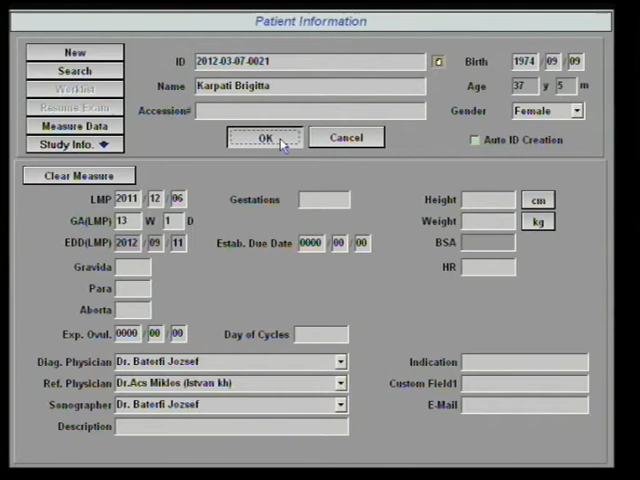 Patient Information
New
Search
Worklist
Resume Exam
Measure Data
Study Info.
ID 2012-03-07-0021
Name Karpati Brigitta
Accession#
Birth 1974 / 09 / 09
Age 37 y 5 m
Gender Female
OK Cancel
Auto ID Creation
Clear Measure
LMP 2011 / 12 / 06 Gestations Height cm
GA(LMP) 13 W 1 D Weight kg
EDD(LMP) 2012 / 09 / 11 Estab. Due Date 0000 / 00 / 00 BSA
Gravida HR
Para
Aborta
Exp. Ovul. 0000 / 00 / 00 Day of Cycles
Diag. Physician Dr. Batorfi Jozsef Indication
Ref. Physician Dr.Acs Miklos (Istvan kh) Custom Field1
Sonographer Dr. Batorfi Jozsef E-Mail
Description